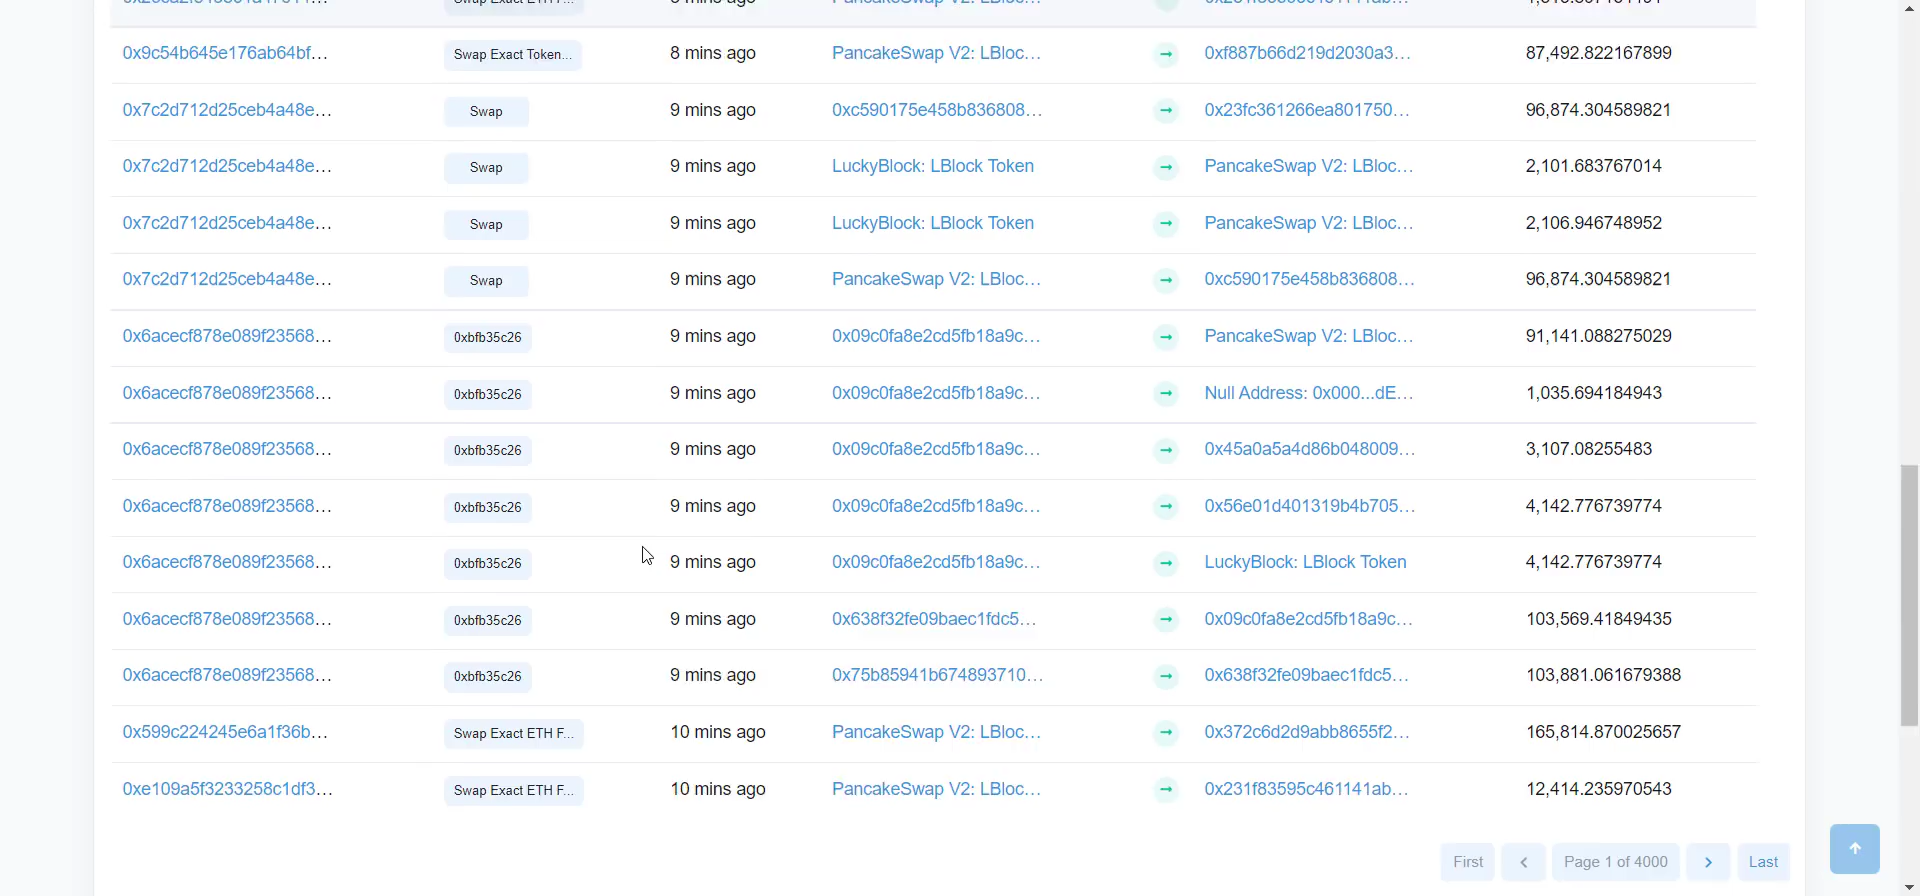 0x9c54b645e176ab64bf... Swap Exact Token... 8 mins ago PancakeSwap V2: LBloc... 0xf887b66d219d2030a3... 87,492.822167899
0x7c2d712d25ceb4a48e... Swap 9 mins ago 0xc590175e458b836808... 0x23fc361266ea801750... 96,874.304589821
0x7c2d712d25ceb4a48e... Swap 9 mins ago LuckyBlock: LBlock Token PancakeSwap V2: LBloc... 2,101.683767014
0x7c2d712d25ceb4a48e... Swap 9 mins ago LuckyBlock: LBlock Token PancakeSwap V2: LBloc... 2,106.946748952
0x7c2d712d25ceb4a48e... Swap 9 mins ago PancakeSwap V2: LBloc... 0xc590175e458b836808... 96,874.304589821
0x6acecf878e089f23568... 0xbfb35c26 9 mins ago 0x09c0fa8e2cd5fb18a9c... PancakeSwap V2: LBloc... 91,141.088275029
0x6acecf878e089f23568... 0xbfb35c26 9 mins ago 0x09c0fa8e2cd5fb18a9c... Null Address: 0x000...dE... 1,035.694184943
0x6acecf878e089f23568... 0xbfb35c26 9 mins ago 0x09c0fa8e2cd5fb18a9c... 0x45a0a5a4d86b048009... 3,107.08255483
0x6acecf878e089f23568... 0xbfb35c26 9 mins ago 0x09c0fa8e2cd5fb18a9c... 0x56e01d401319b4b705... 4,142.776739774
0x6acecf878e089f23568... 0xbfb35c26 9 mins ago 0x09c0fa8e2cd5fb18a9c... LuckyBlock: LBlock Token 4,142.776739774
0x6acecf878e089f23568... 0xbfb35c26 9 mins ago 0x638f32fe09baec1fdc5... 0x09c0fa8e2cd5fb18a9c... 103,569.41849435
0x6acecf878e089f23568... 0xbfb35c26 9 mins ago 0x75b85941b674893710... 0x638f32fe09baec1fdc5... 103,881.061679388
0x599c224245e6a1f36b... Swap Exact ETH F... 10 mins ago PancakeSwap V2: LBloc... 0x372c6d2d9abb8655f2... 165,814.870025657
0xe109a5f3233258c1df3... Swap Exact ETH F... 10 mins ago PancakeSwap V2: LBloc... 0x231f83595c461141ab... 12,414.235970543
First Page 1 of 4000 Last